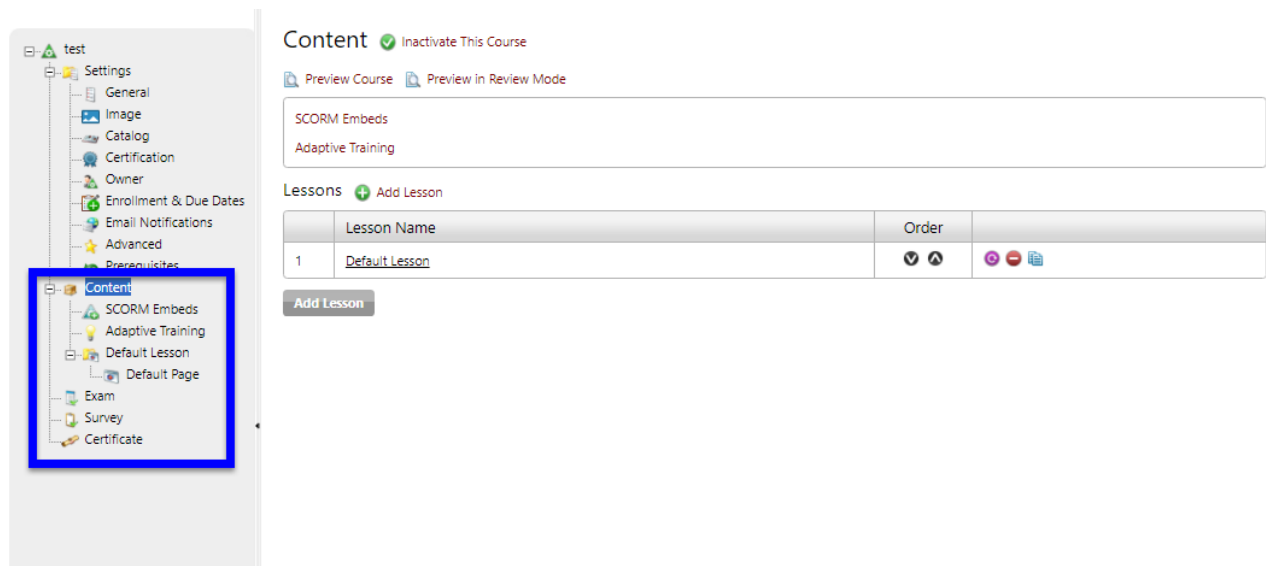 test
Settings
General
Image
Catalog
Certification
Owner
Enrollment & Due Dates
Email Notifications
Advanced
Prerequisites
Content
SCORM Embeds
Adaptive Training
Default Lesson
Default Page
Exam
Survey
Certificate
Content Inactivate This Course
Preview Course Preview in Review Mode
SCORM Embeds
Adaptive Training
Lessons Add Lesson
Lesson Name Order
1 Default Lesson
Add Lesson